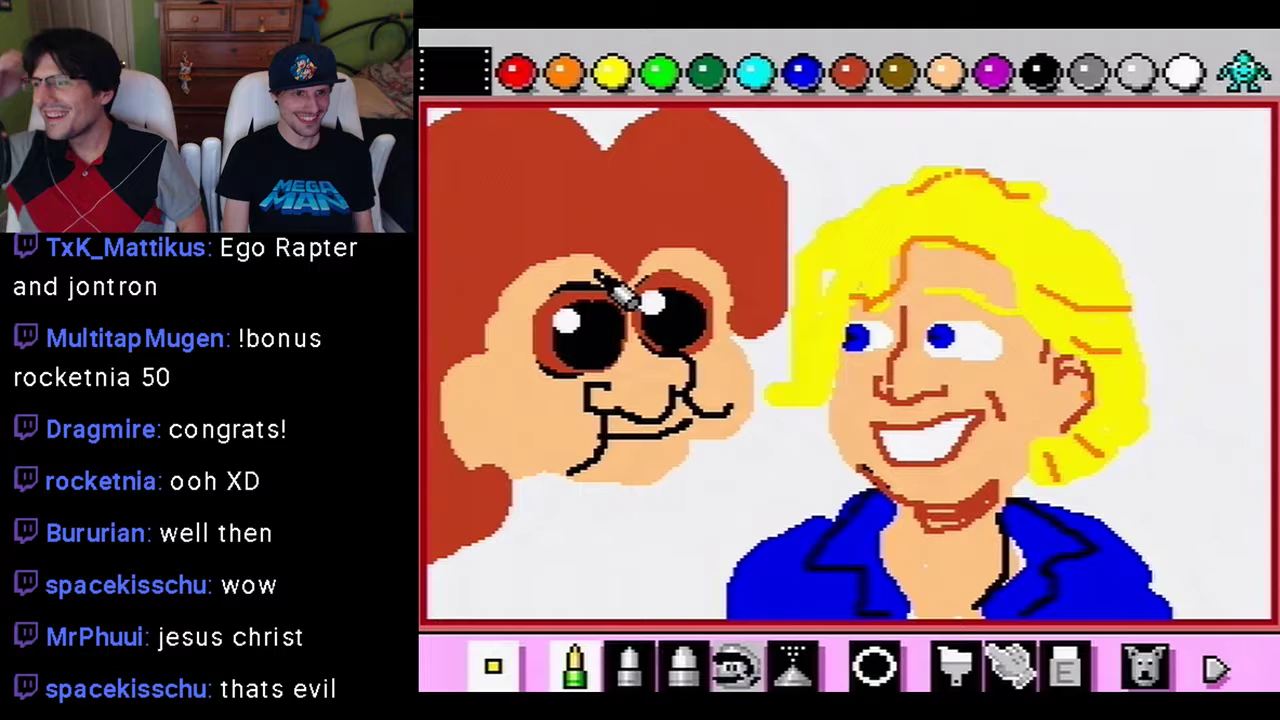 MEGA
MAN
TxK_Mattikus: Ego Rapter
and jontron
MultitapMugen: !bonus
rocketnia 50
Dragmire: congrats!
rocketnia: ooh XD
Bururian: well then
spacekisschu: wow
MrPhuui: jesus christ
spacekisschu: thats evil
E